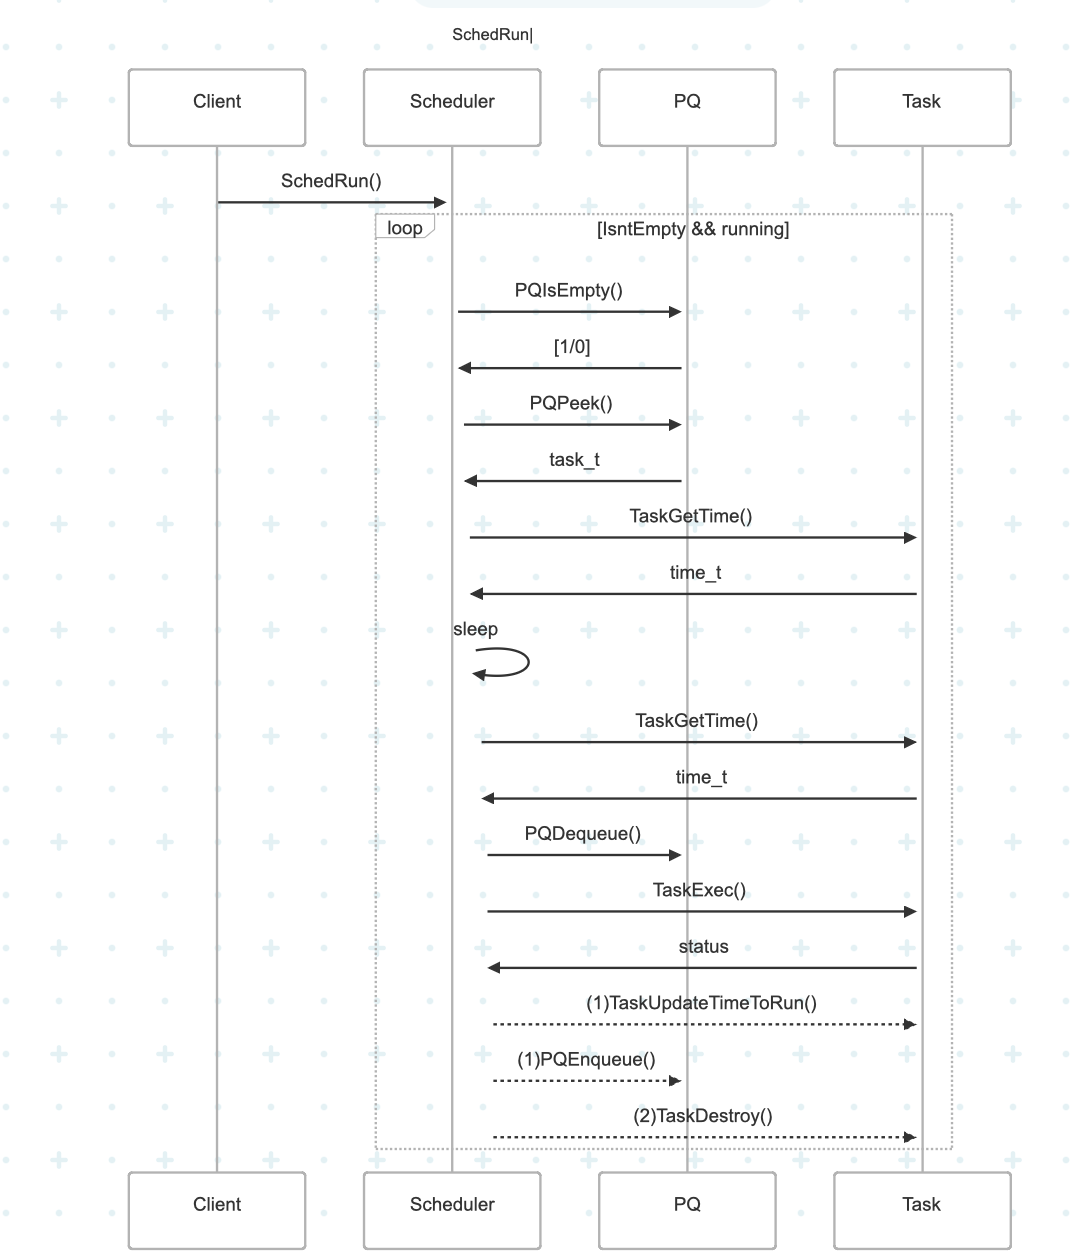 SchedRun|
Client
Scheduler
PQ
Task
SchedRun()
loop
[IsntEmpty && running]
PQIsEmpty()
[1/0]
PQPeek()
task_t
TaskGetTime()
time_t
sleep
TaskGetTime()
time_t
PQDequeue()
TaskExec()
status
(1)TaskUpdateTimeToRun()
(1)PQEnqueue()
(2)TaskDestroy()
Client
Scheduler
PQ
Task